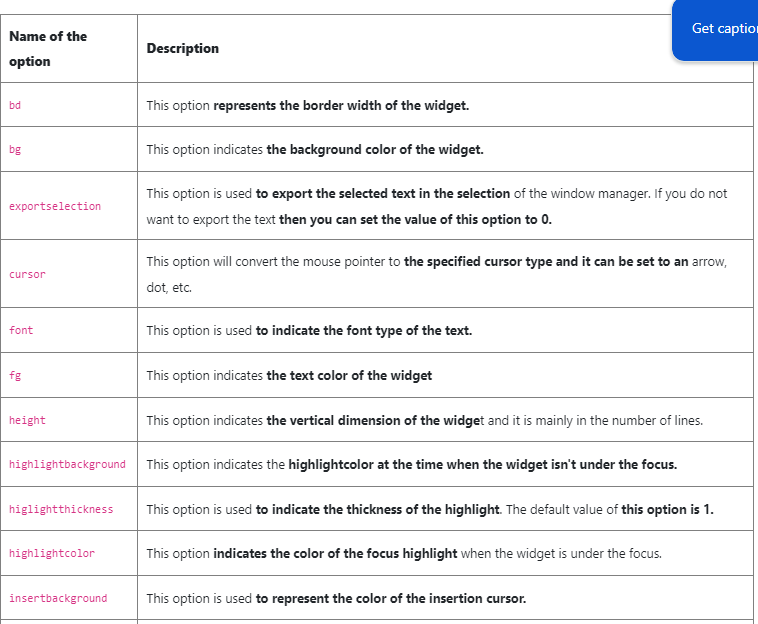 Get caption
Name of the
option
Description
bd
This option represents the border width of the widget.
bg
This option indicates the background color of the widget.
exportselection
This option is used to export the selected text in the selection of the window manager. If you do not
want to export the text then you can set the value of this option to 0.
cursor
This option will convert the mouse pointer to the specified cursor type and it can be set to an arrow,
dot, etc.
font
This option is used to indicate the font type of the text.
fg
This option indicates the text color of the widget
height
This option indicates the vertical dimension of the widget and it is mainly in the number of lines.
highlightbackground
This option indicates the highlightcolor at the time when the widget isn't under the focus.
higlightthickness
This option is used to indicate the thickness of the highlight. The default value of this option is 1.
highlightcolor
This option indicates the color of the focus highlight when the widget is under the focus.
insertbackground
This option is used to represent the color of the insertion cursor.